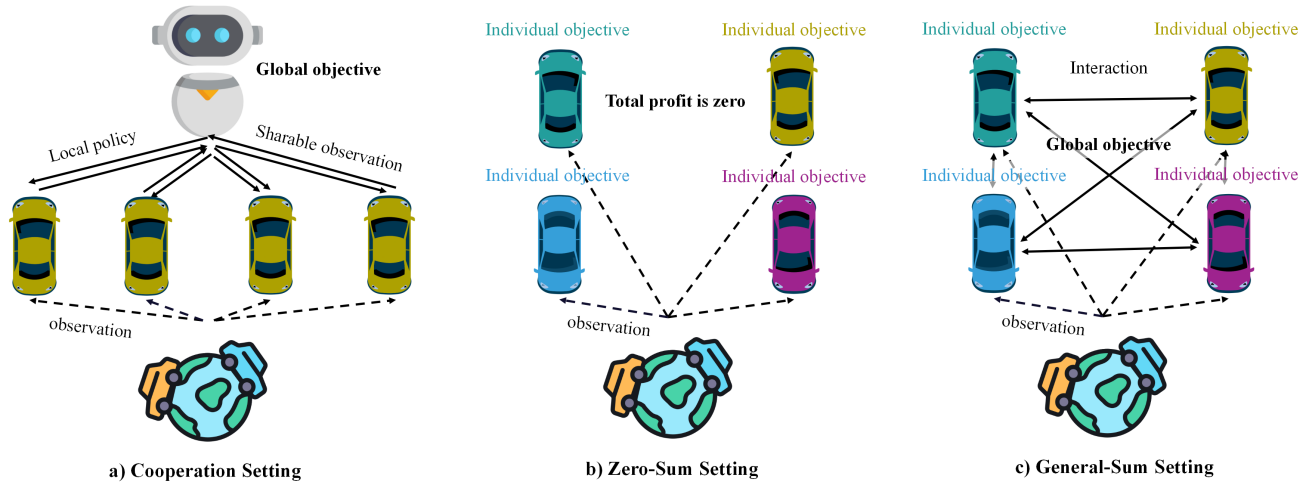 Global objective
Local policy
Sharable observation
observation
a) Cooperation Setting
Individual objective
Individual objective
Total profit is zero
Individual objective
Individual objective
observation
b) Zero-Sum Setting
Individual objective
Individual objective
Interaction
Global objective
Individual objective
Individual objective
observation
c) General-Sum Setting